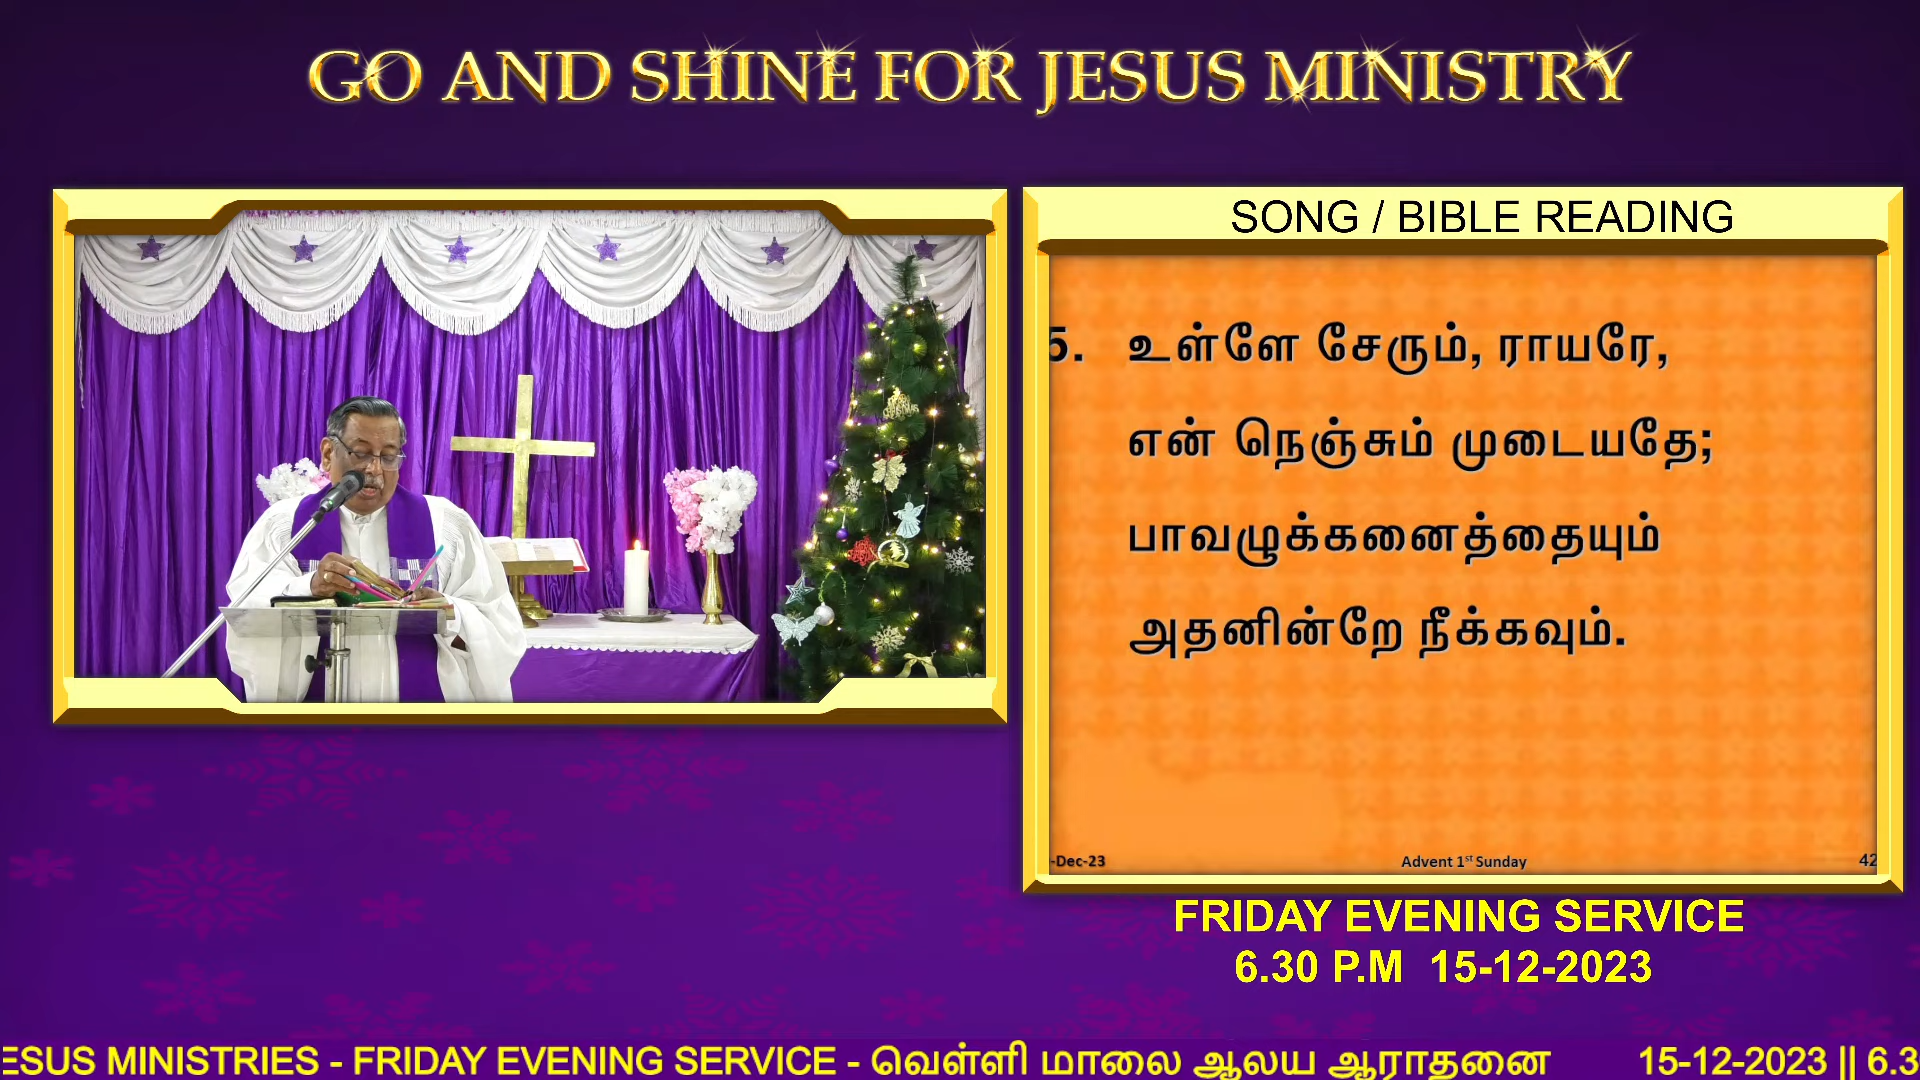 GO AND SHINE FOR JESUS MINISTRY
SONG / BIBLE READING
5. உள்ளே சேரும், ராயரே,
என் நெஞ்சும் முடையதே;
பாவழுக்கனைத்தையும்
அதனின்றே நீக்கவும்.
-Dec-23 Advent 1st Sunday 42
FRIDAY EVENING SERVICE
6.30 P.M 15-12-2023
ESUS MINISTRIES - FRIDAY EVENING SERVICE - வெள்ளி மாலை ஆலய ஆராதனை 15-12-2023 || 6.3